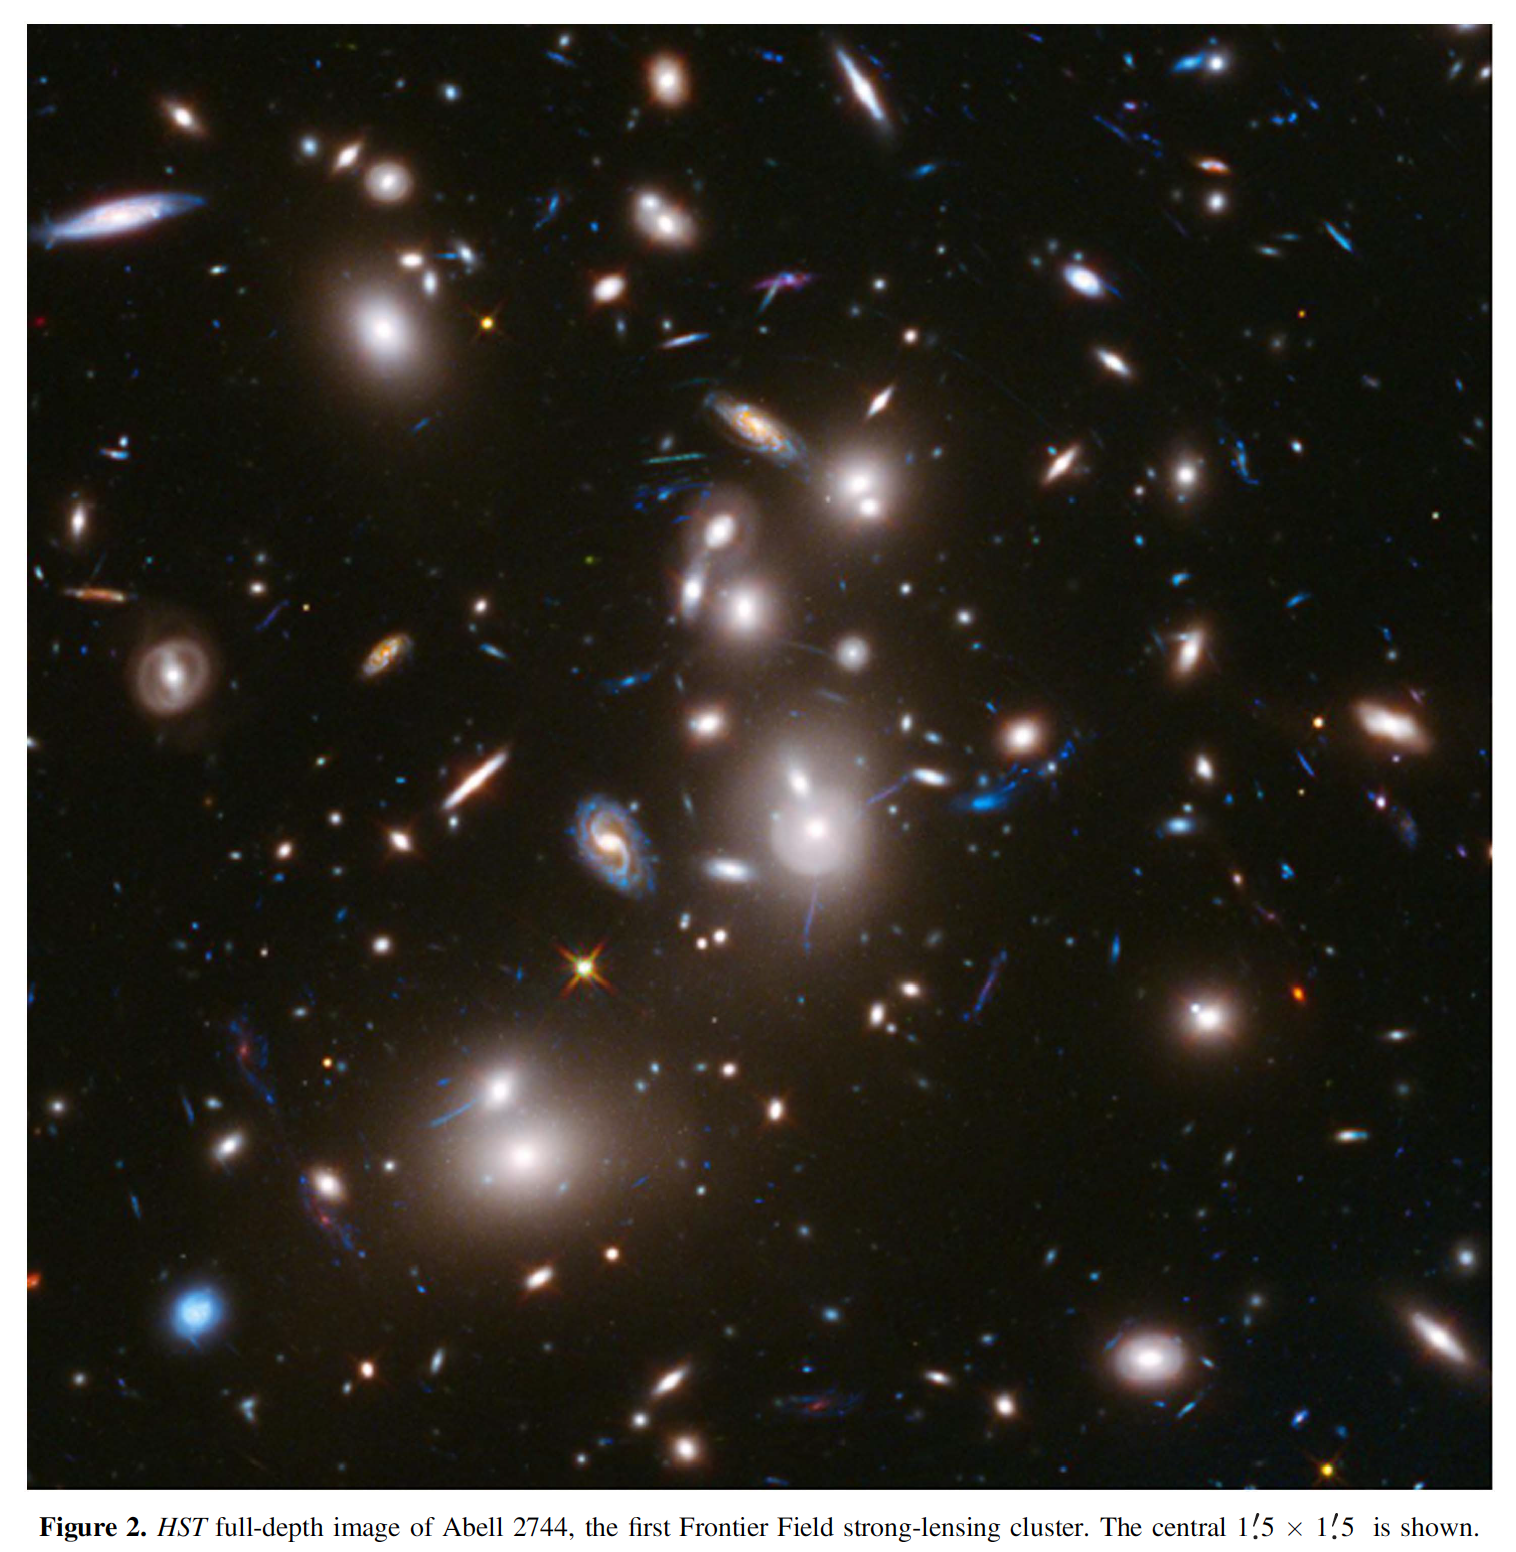 Figure 2. HST full-depth image of Abell 2744, the first Frontier Field strong-lensing cluster. The central 1.′5 × 1.′5 is shown.